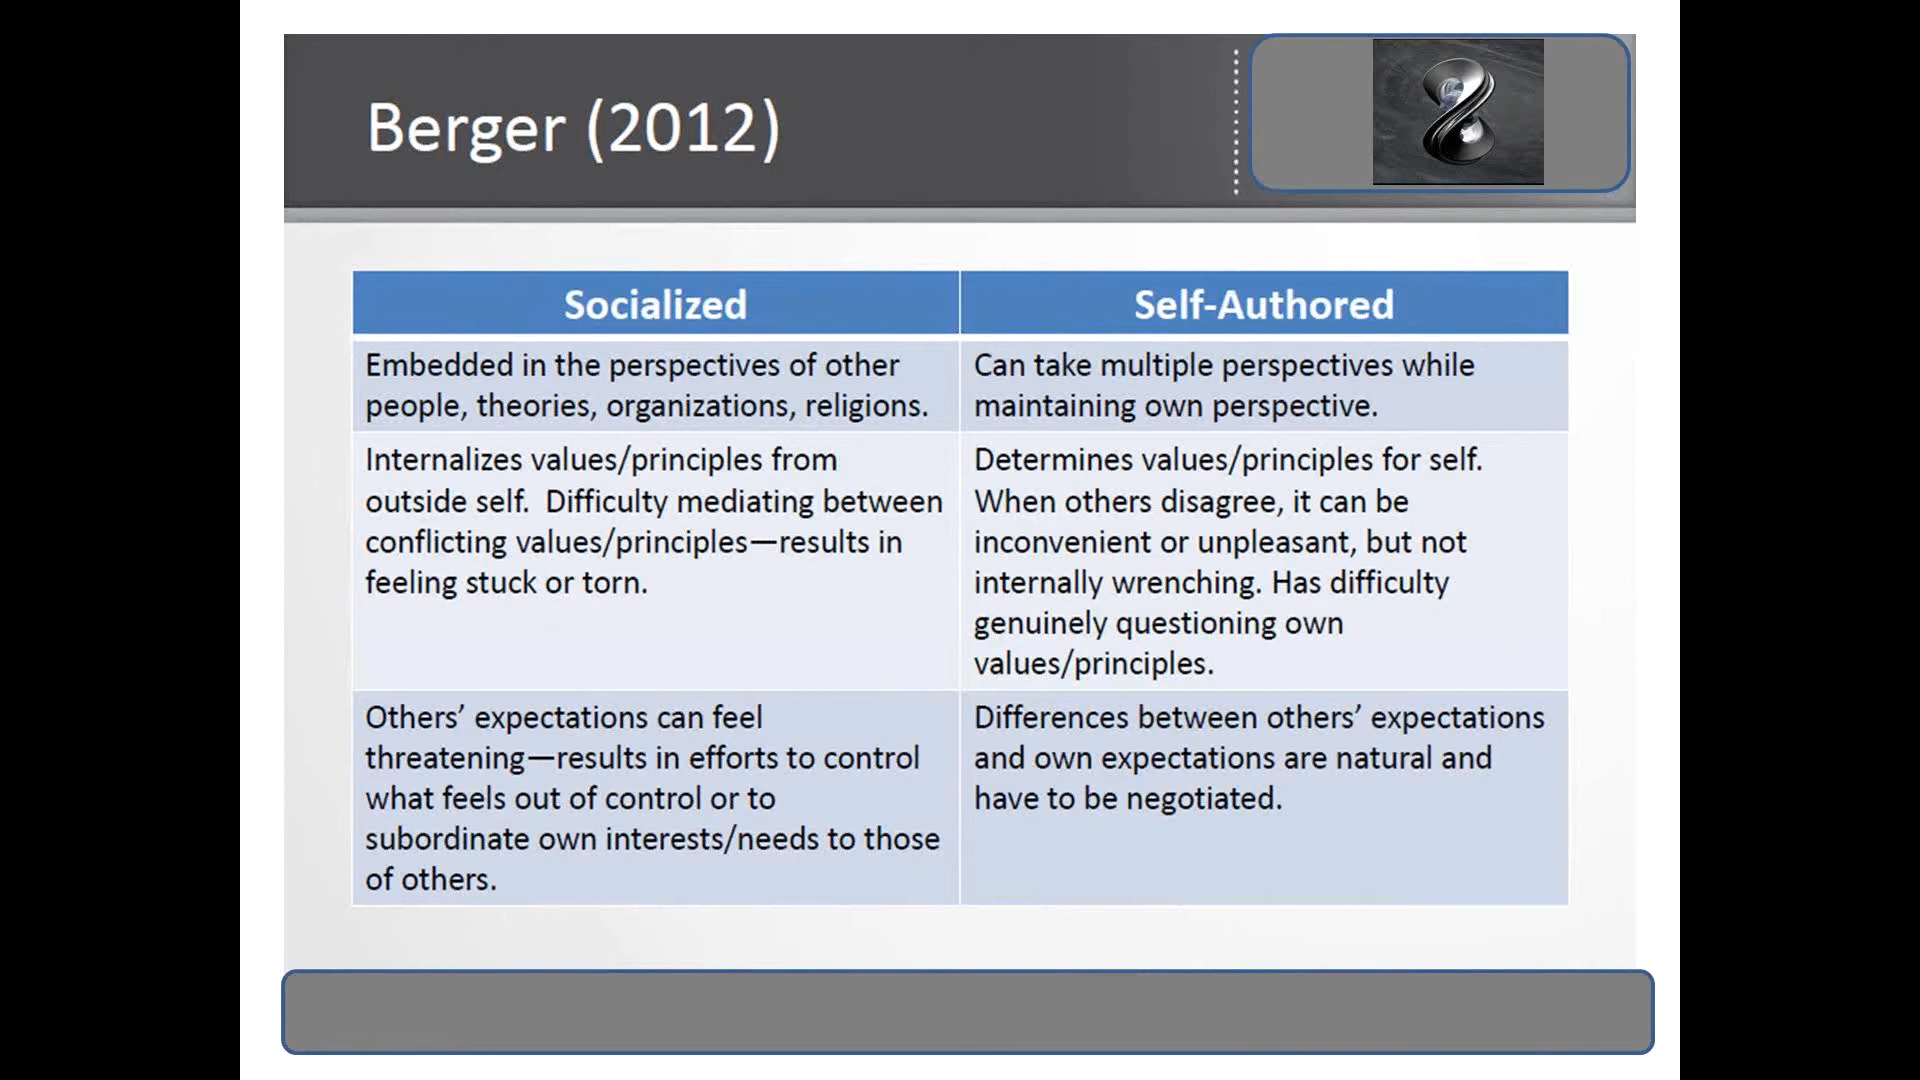 Berger (2012)
Socialized
Self-Authored
Embedded in the perspectives of other
people, theories, organizations, religions.
Can take multiple perspectives while
maintaining own perspective.
Internalizes values/principles from
outside self.  Difficulty mediating between
conflicting values/principles—results in
feeling stuck or torn.
Determines values/principles for self.
When others disagree, it can be
inconvenient or unpleasant, but not
internally wrenching. Has difficulty
genuinely questioning own
values/principles.
Others’ expectations can feel
threatening—results in efforts to control
what feels out of control or to
subordinate own interests/needs to those
of others.
Differences between others’ expectations
and own expectations are natural and
have to be negotiated.